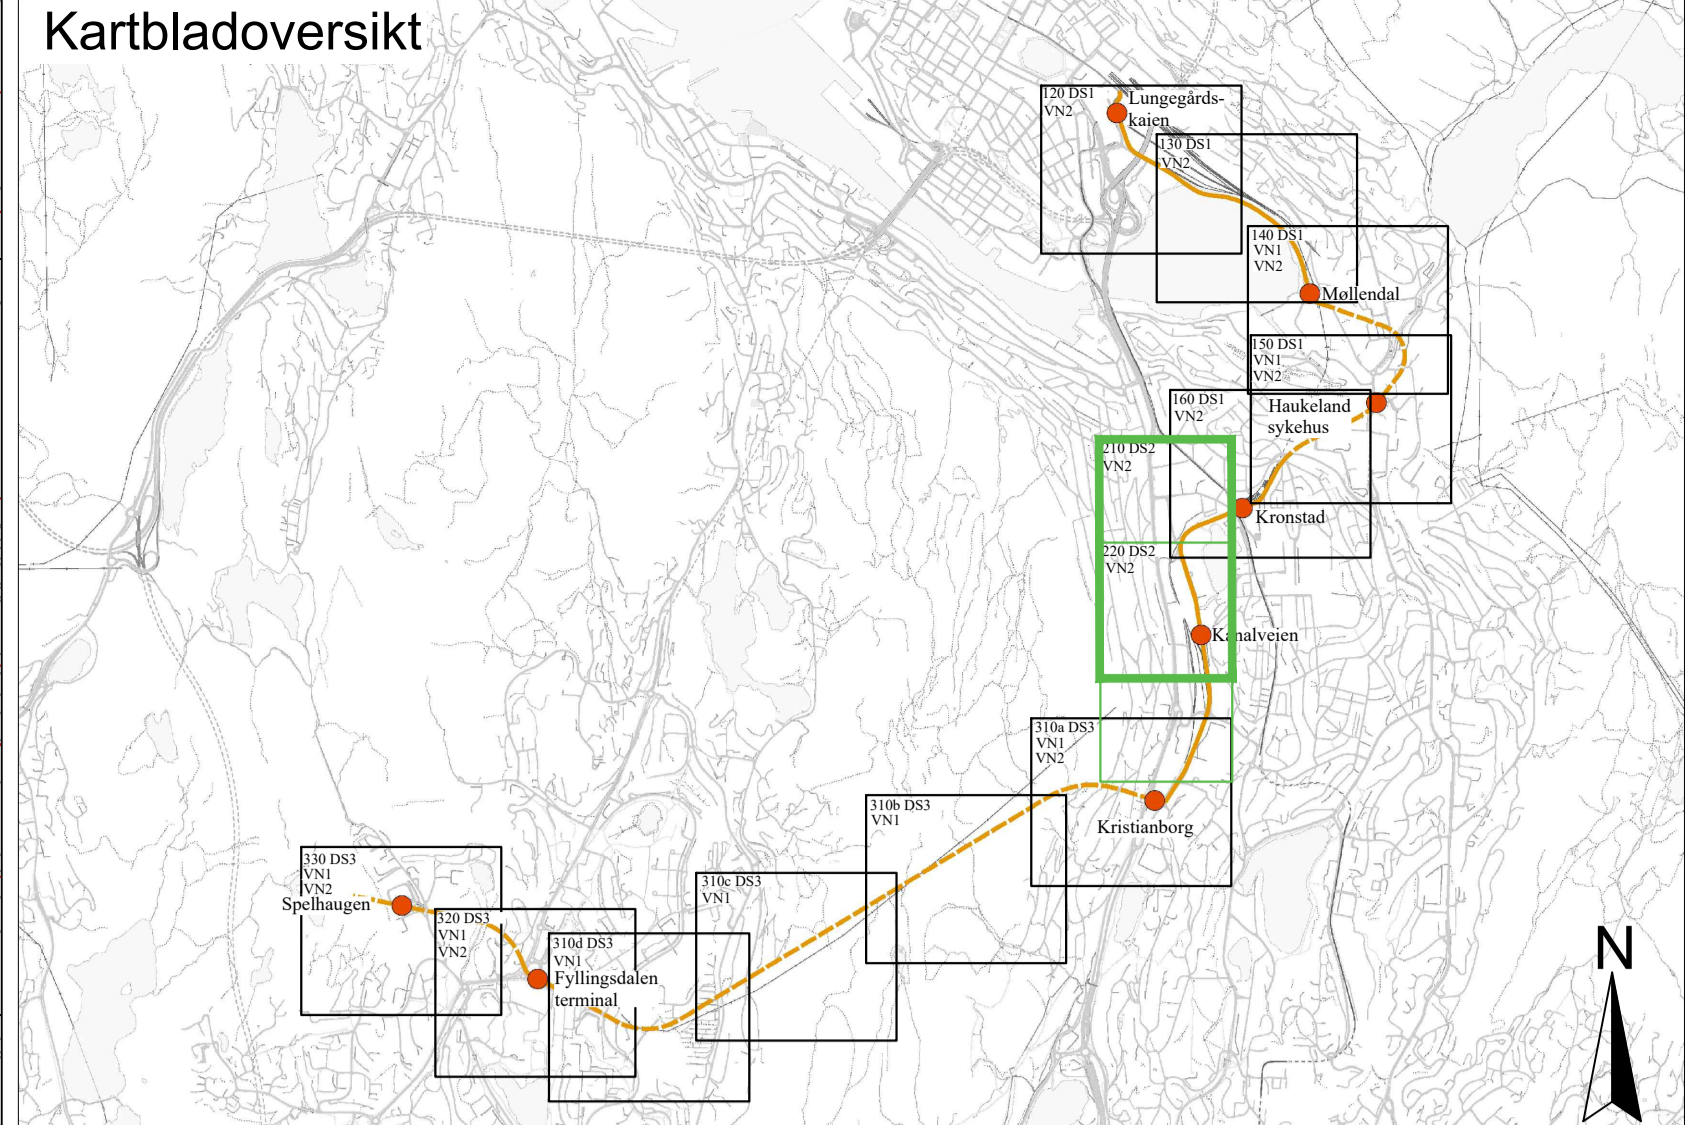 Kartbladoversikt
120 DS1
VN2
Lungegårds-
kaien
130 DS1
VN2
140 DS1
VN1
VN2
Møllendal
150 DS1
VN1
VN2
160 DS1
VN2
Haukeland
sykehus
210 DS2
VN2
Kronstad
220 DS2
VN2
Kanalveien
310a DS3
VN1
VN2
310b DS3
VN1
Kristianborg
330 DS3
VN1
VN2
Spelhaugen
310c DS3
VN1
320 DS3
VN1
VN2
310d DS3
VN1
Fyllingsdalen
terminal
N